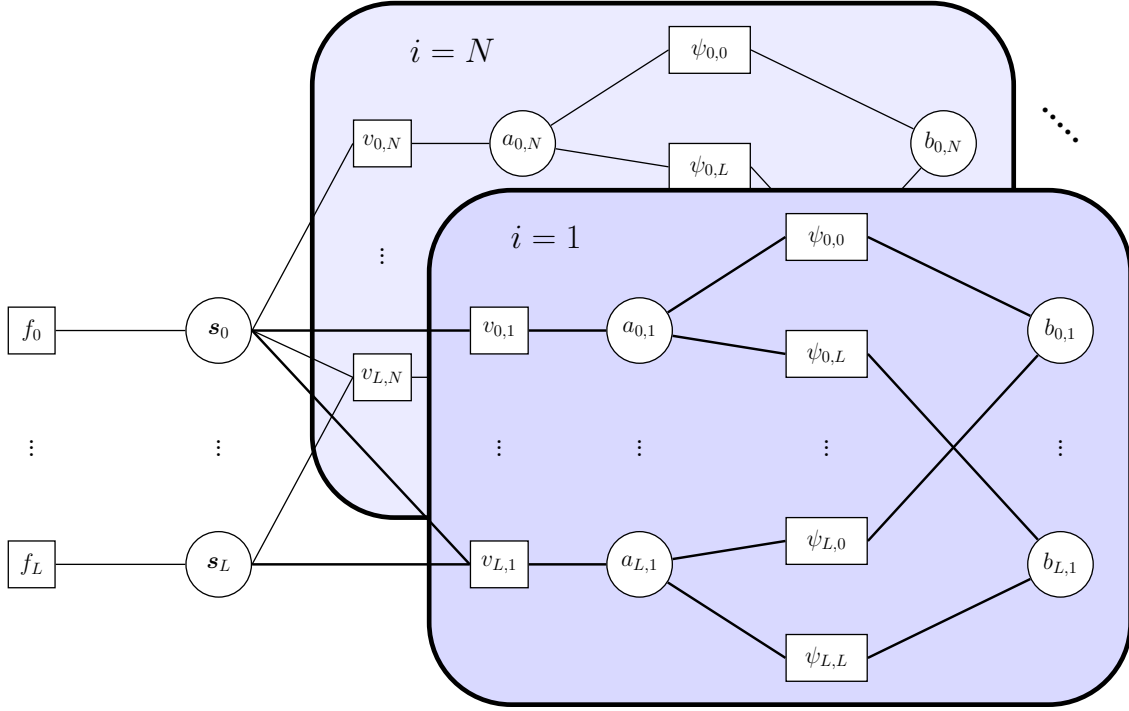 i = N
ψ_{0,0}
v_{0,N} a_{0,N} ψ_{0,L} b_{0,N}
⋮
i = 1
ψ_{0,0}
f_0 s_0 v_{0,1} a_{0,1} b_{0,1}
ψ_{0,L}
v_{L,N}
⋮ ⋮ ⋮ ⋮ ⋮ ⋮
ψ_{L,0}
f_L s_L v_{L,1} a_{L,1} b_{L,1}
ψ_{L,L}